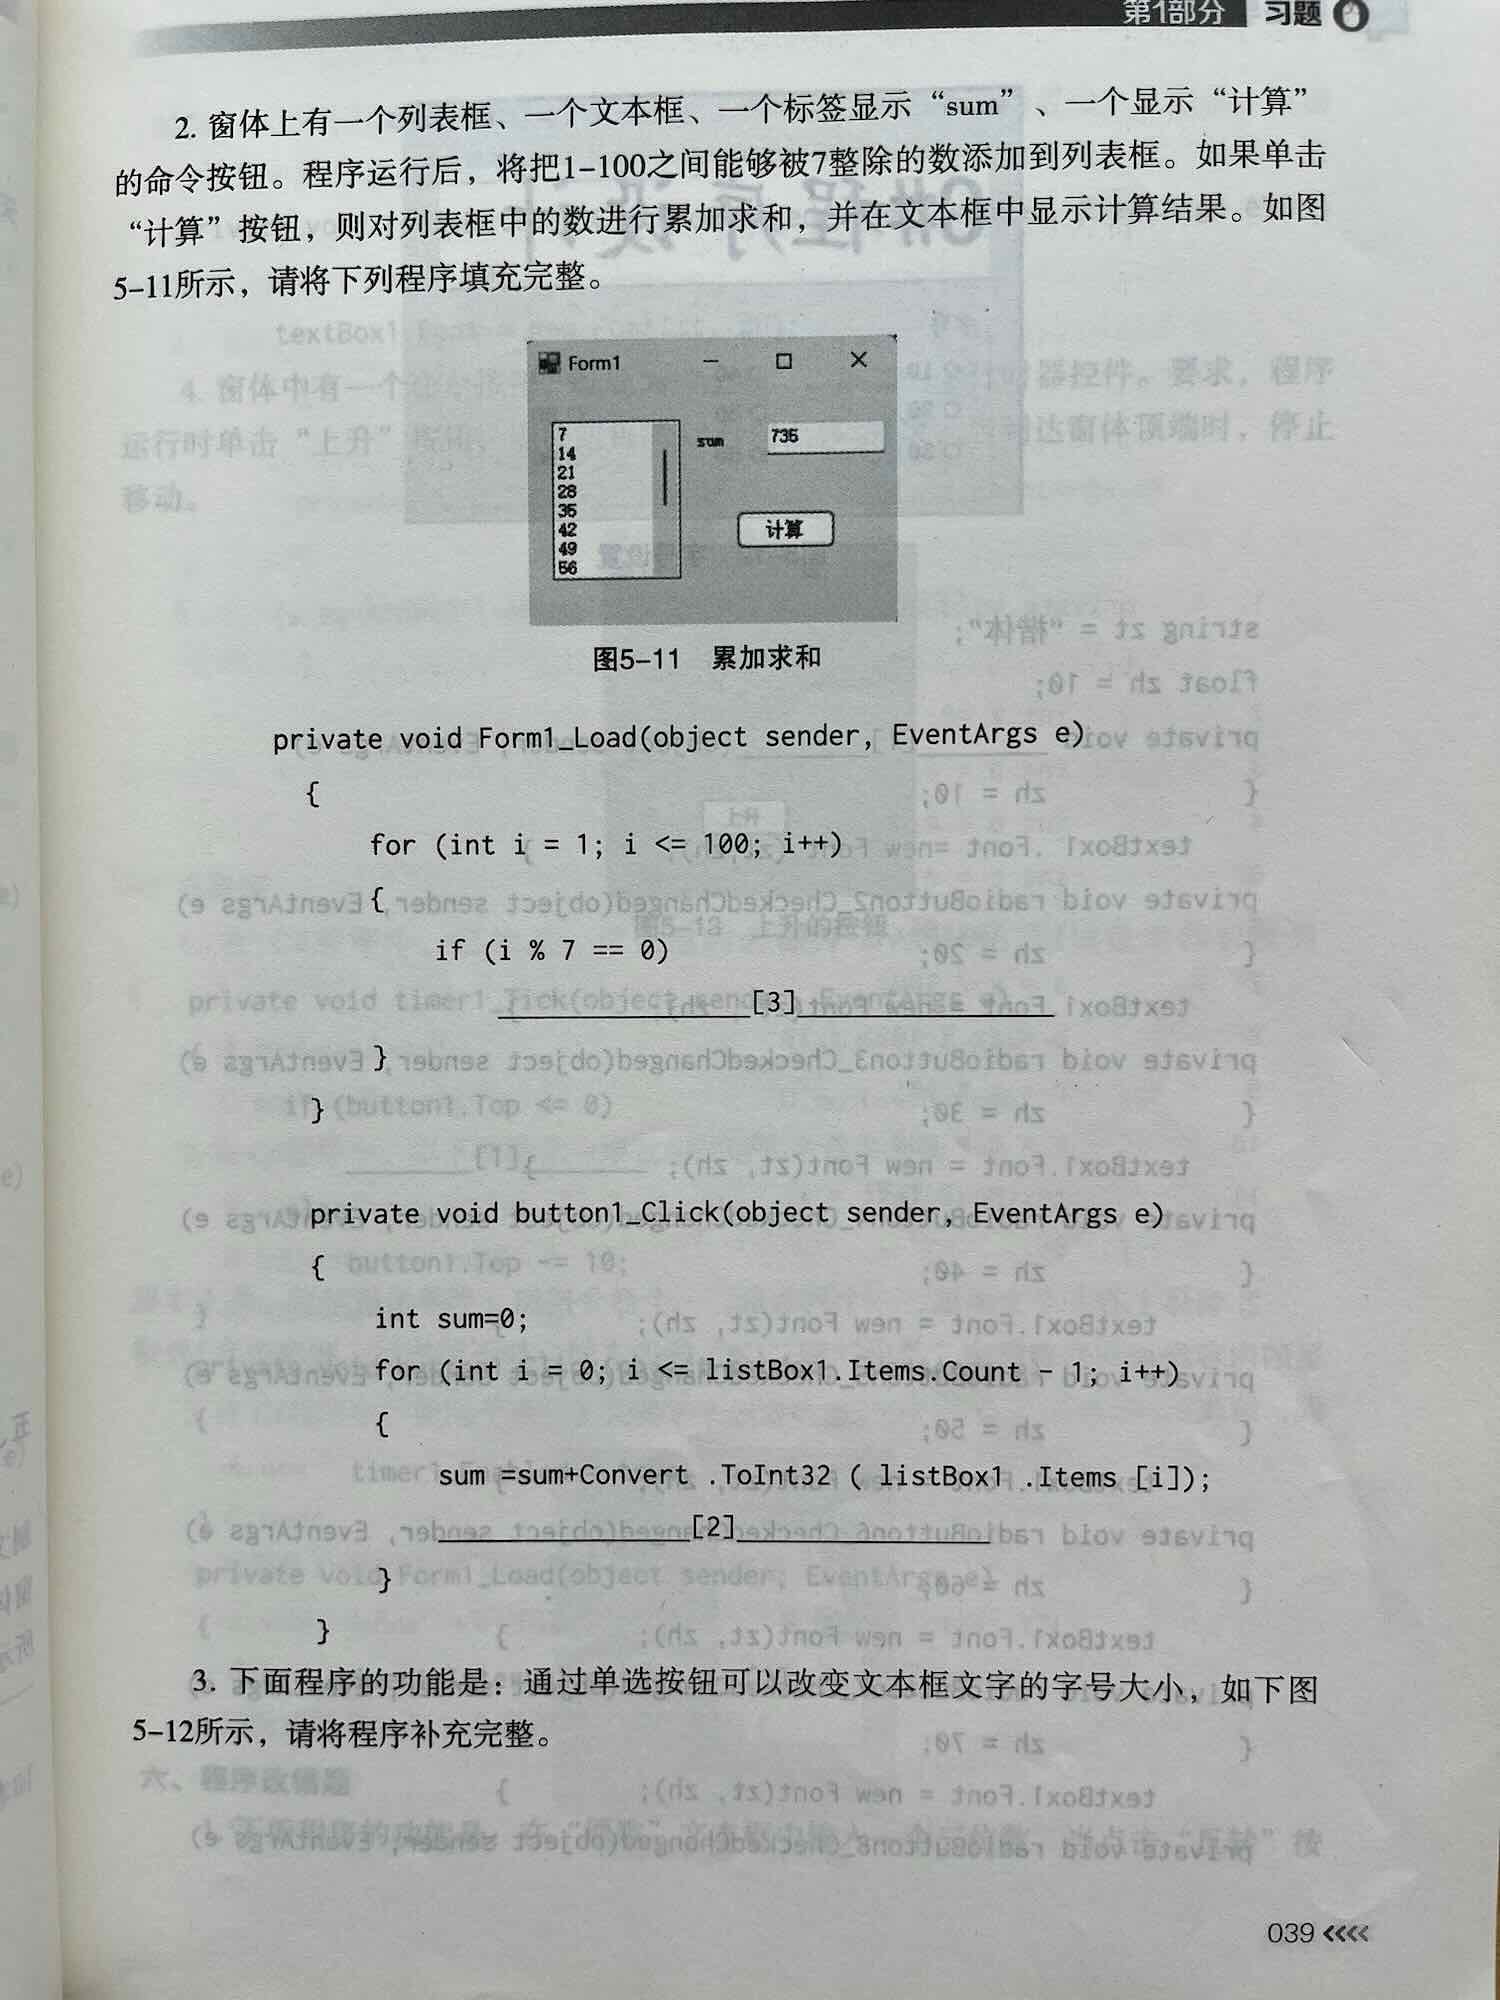 第1部分 习题
2. 窗体上有一个列表框、一个文本框、一个标签显示“sum”、一个显示“计算”
的命令按钮。程序运行后，将把1-100之间能够被7整除的数添加到列表框。如果单击
“计算”按钮，则对列表框中的数进行累加求和，并在文本框中显示计算结果。如图
5-11所示，请将下列程序填充完整。
Form1
7
14
21
28
35
42
49
56
sum
735
计算
图5-11 累加求和
private void Form1_Load(object sender, EventArgs e)
{
for (int i = 1; i <= 100; i++)
{
if (i % 7 == 0)
________[3]________
}
}
private void button1_Click(object sender, EventArgs e)
{
int sum=0;
for (int i = 0; i <= listBox1.Items.Count - 1; i++)
{
sum =sum+Convert .ToInt32 ( listBox1 .Items [i]);
________[2]________
}
}
3. 下面程序的功能是：通过单选按钮可以改变文本框文字的字号大小，如下图
5-12所示，请将程序补充完整。
039